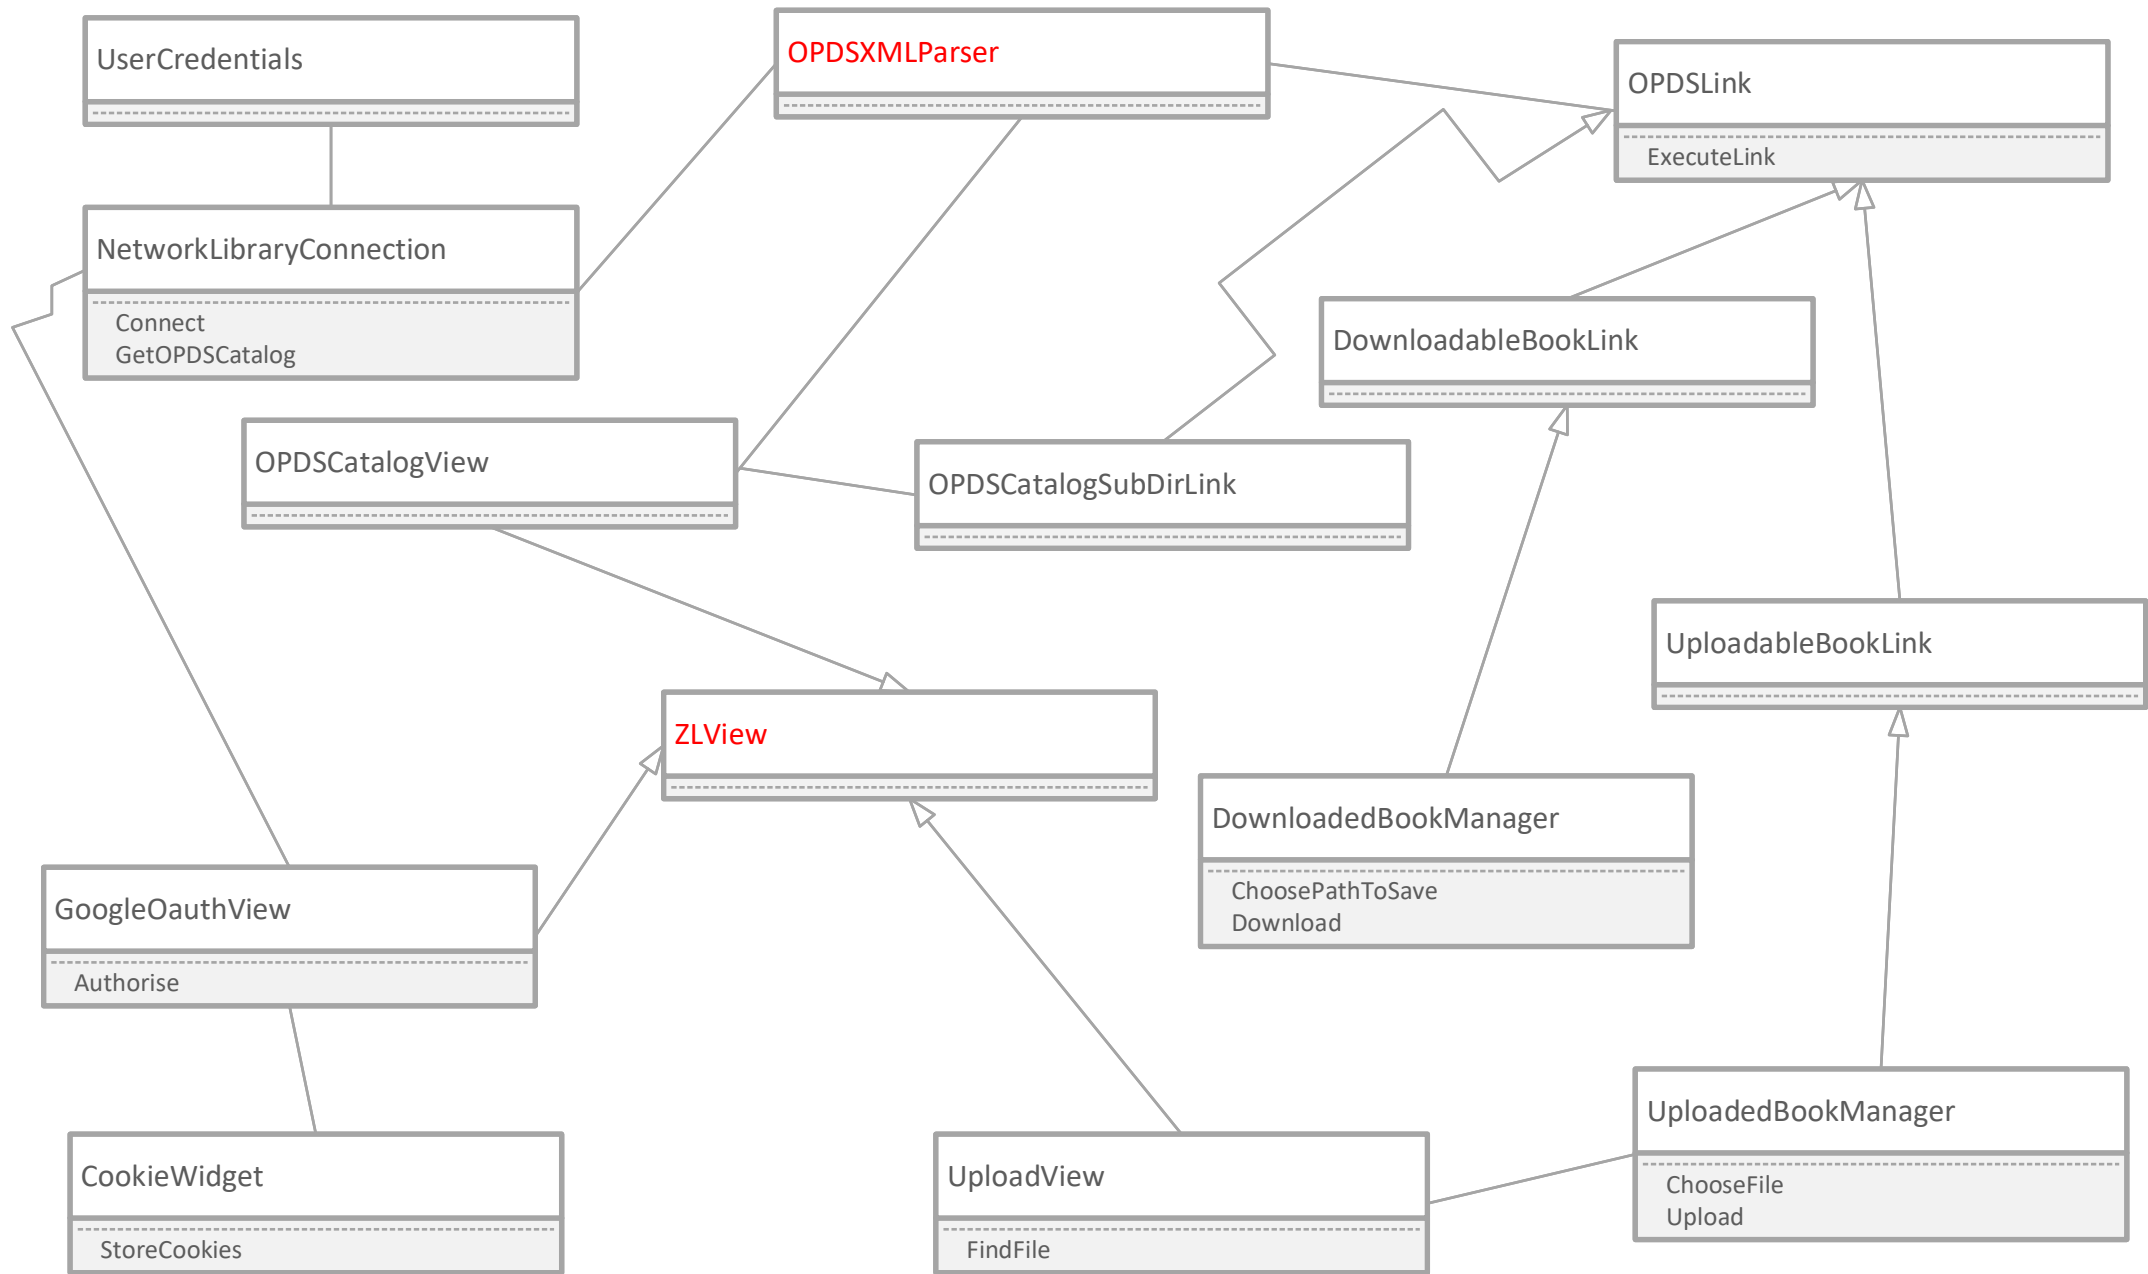 UserCredentials
OPDSXMLParser
OPDSLink
ExecuteLink
NetworkLibraryConnection
Connect
GetOPDSCatalog
DownloadableBookLink
OPDSCatalogView
OPDSCatalogSubDirLink
UploadableBookLink
ZLView
DownloadedBookManager
ChoosePathToSave
Download
GoogleOauthView
Authorise
UploadedBookManager
ChooseFile
Upload
CookieWidget
StoreCookies
UploadView
FindFile